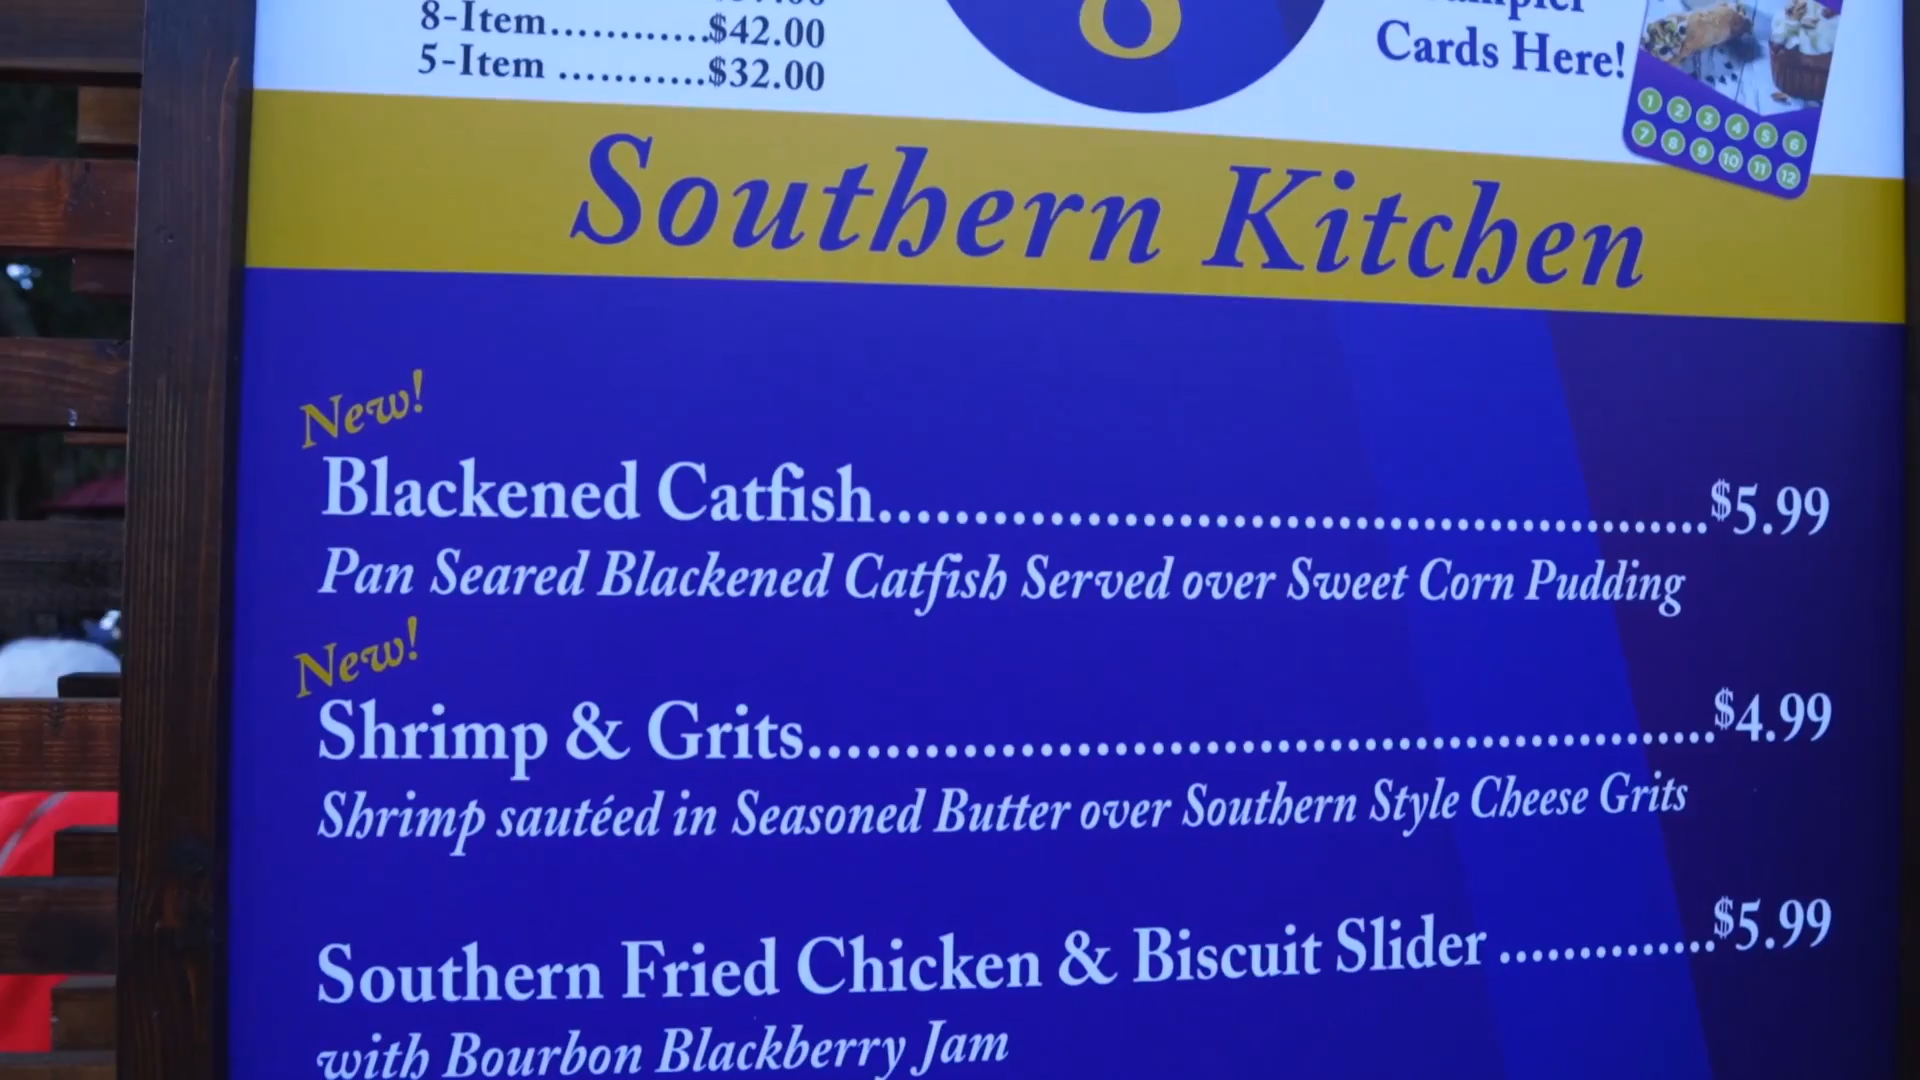 8-Item............$42.00
5-Item ...........$32.00
8
Cards Here!
1 2 3 4 5 6
7 8 9 10 11 12
Southern Kitchen
New!
Blackened Catfish..........................................$5.99
Pan Seared Blackened Catfish Served over Sweet Corn Pudding
New!
Shrimp & Grits..............................................$4.99
Shrimp sautéed in Seasoned Butter over Southern Style Cheese Grits
Southern Fried Chicken & Biscuit Slider ..............$5.99
with Bourbon Blackberry Jam